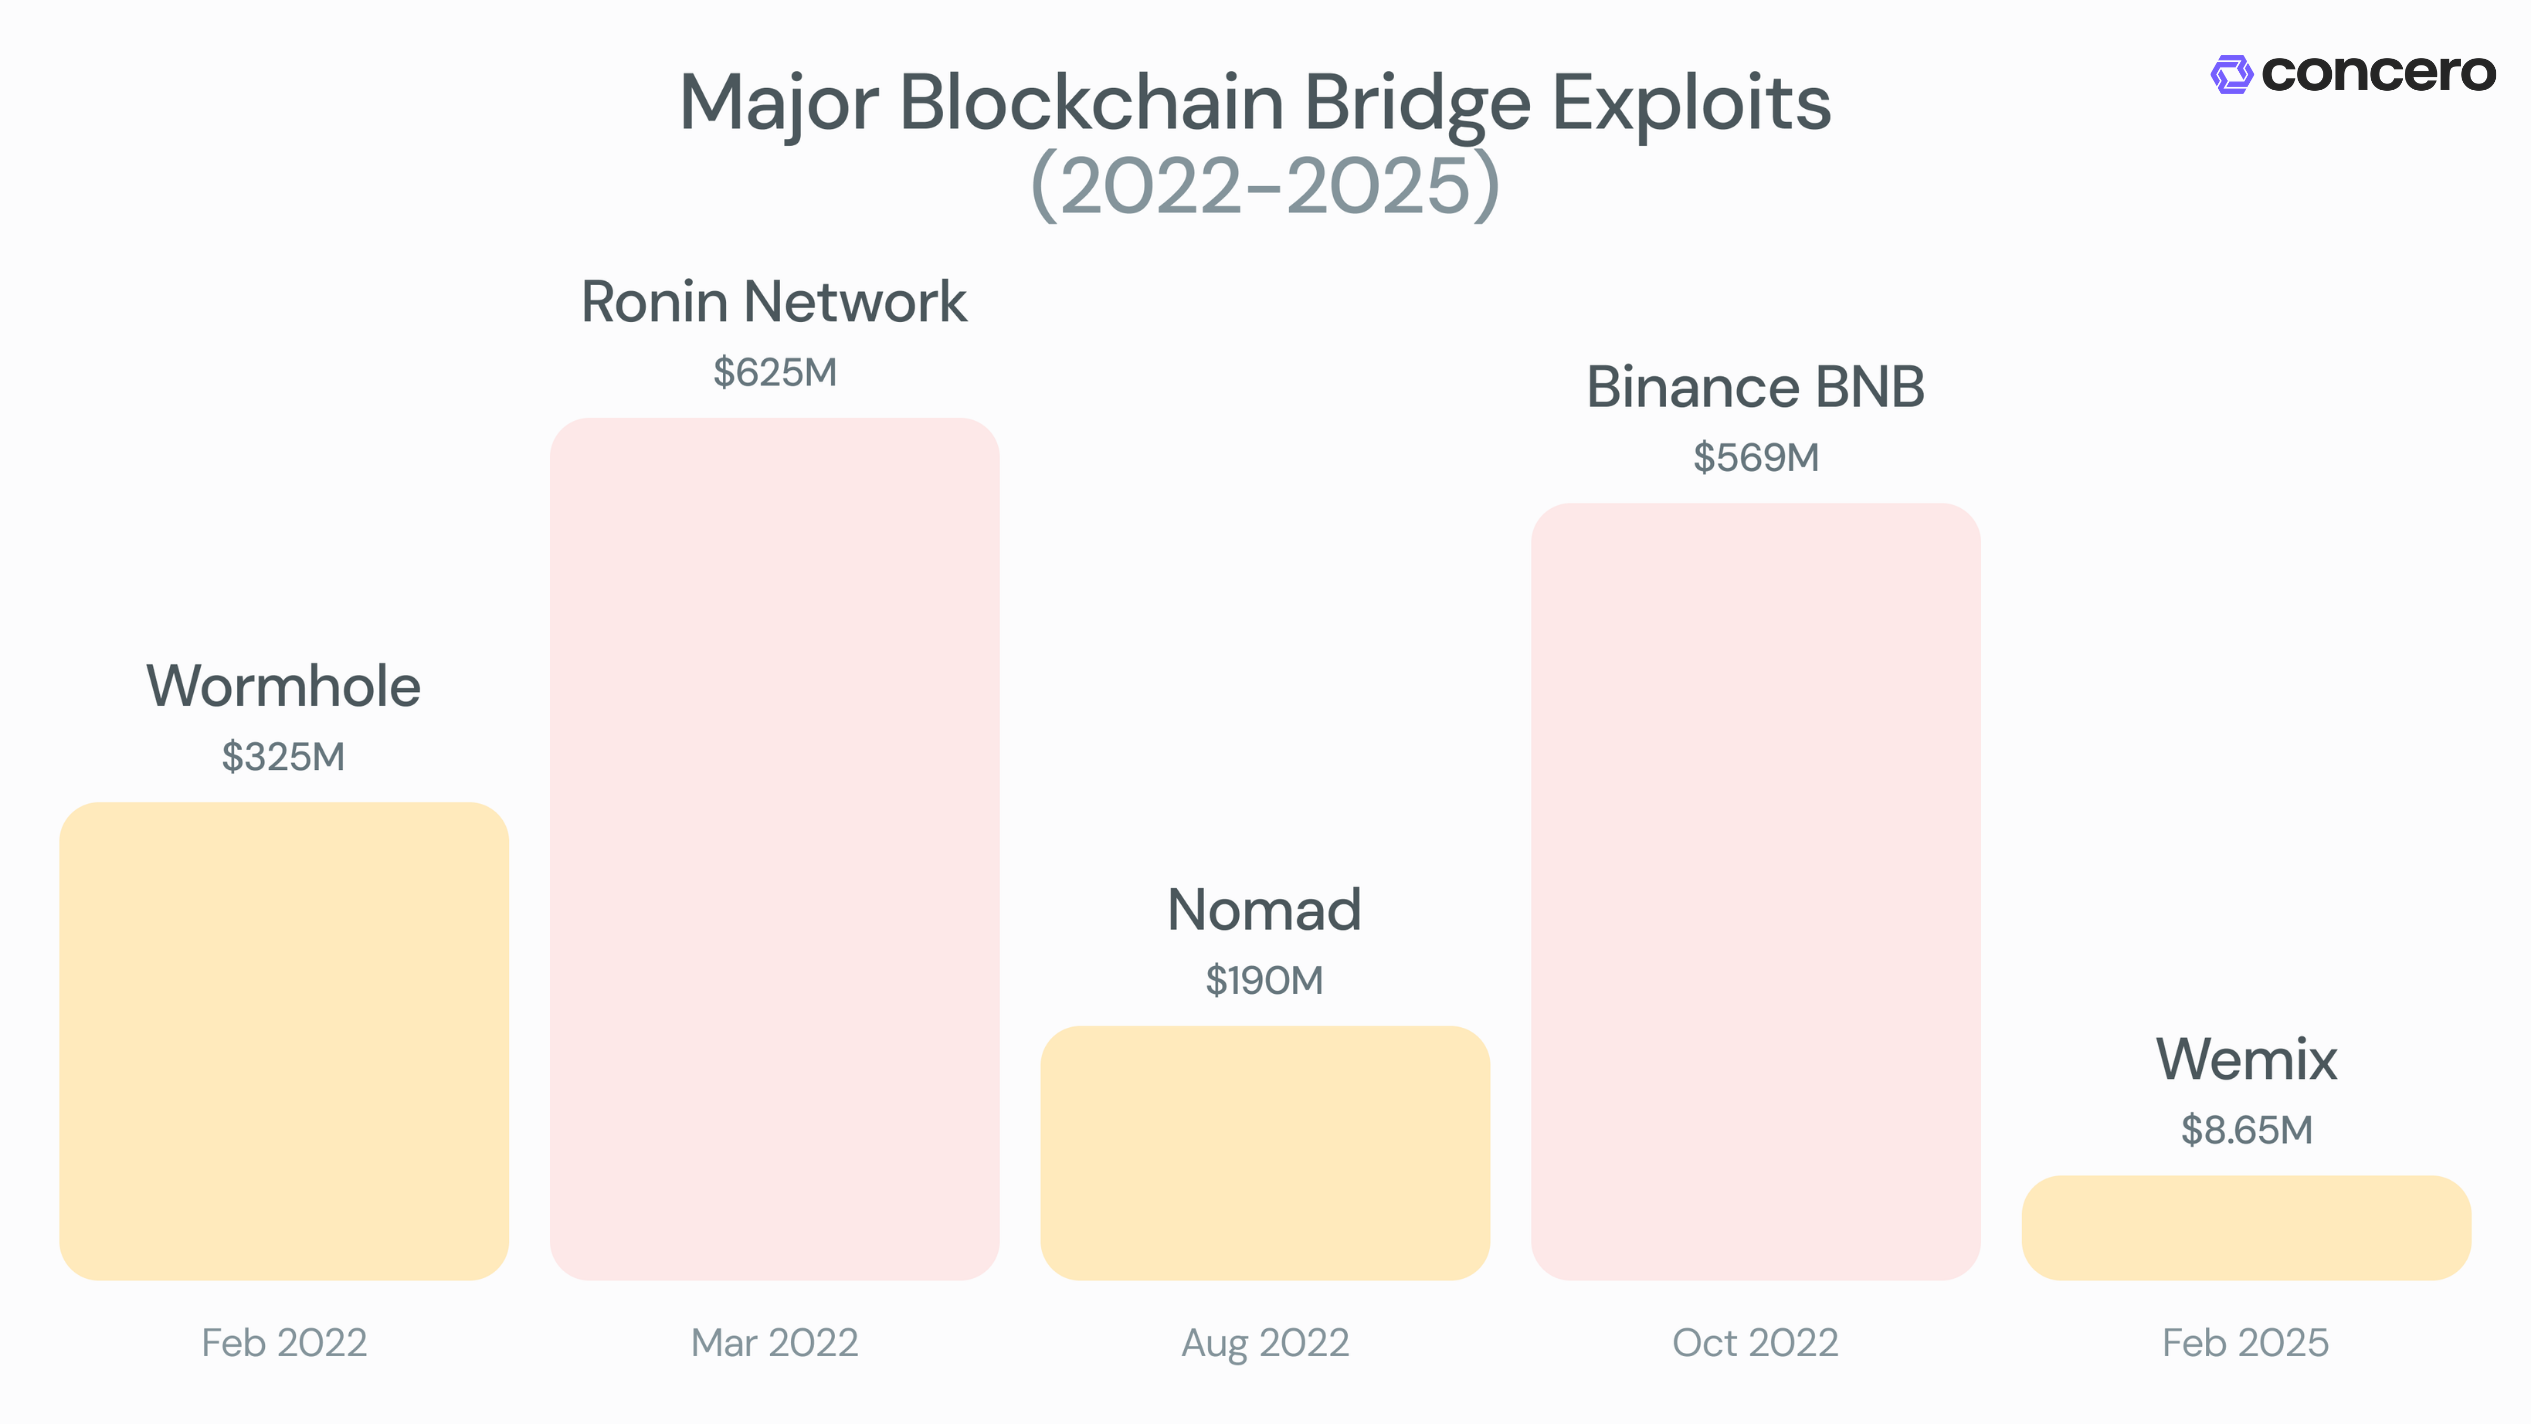 concero
Major Blockchain Bridge Exploits
(2022-2025)
Wormhole
$325M
Feb 2022
Ronin Network
$625M
Mar 2022
Nomad
$190M
Aug 2022
Binance BNB
$569M
Oct 2022
Wemix
$8.65M
Feb 2025